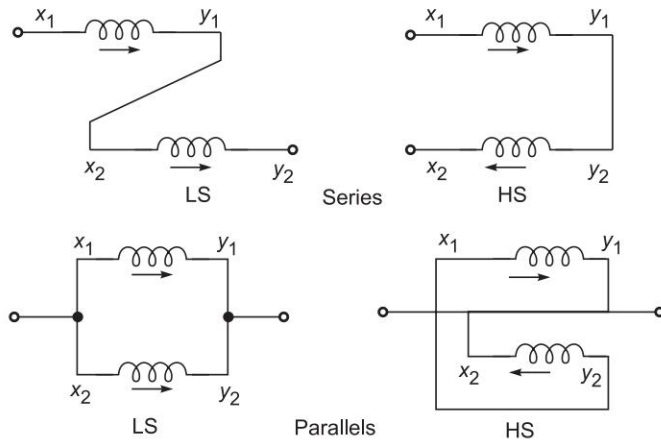 x₁ y₁ x₁ y₁
x₂ y₂ x₂ y₂
LS Series HS
x₁ y₁ x₁ y₁
x₂ y₂ x₂ y₂
LS Parallels HS